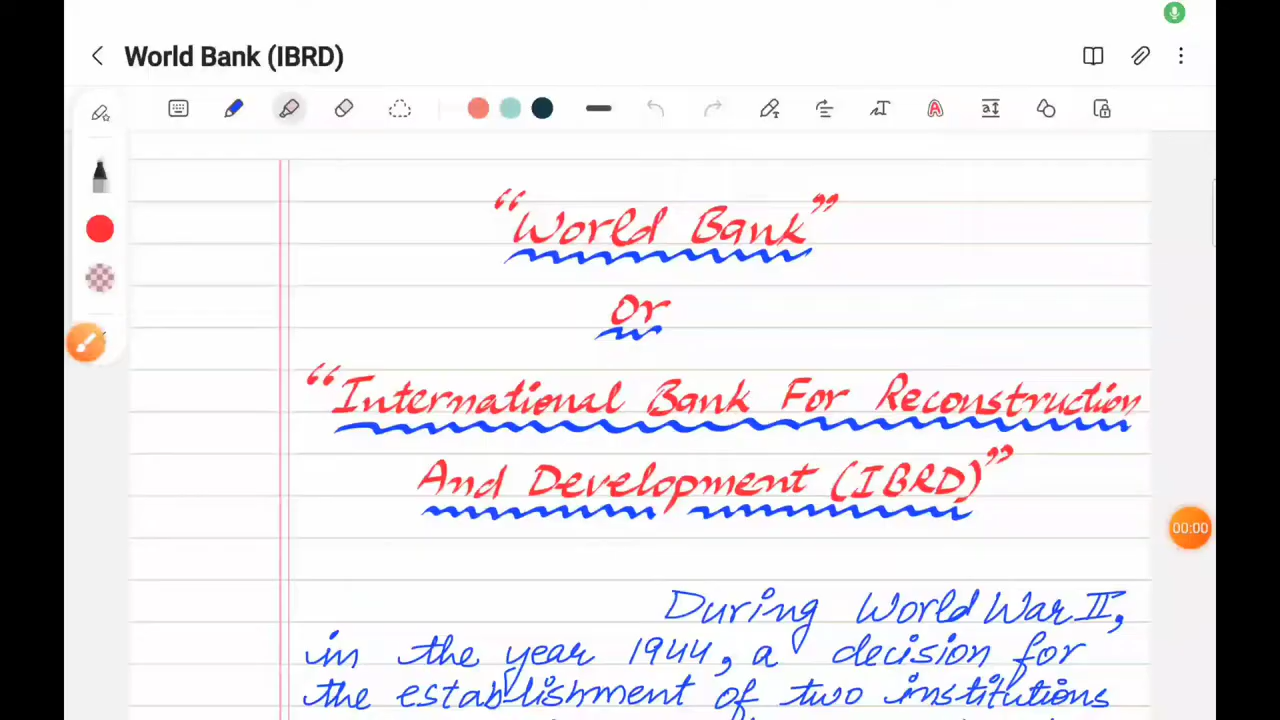 World Bank (IBRD)
"World Bank"
Or
"International Bank For Reconstruction
And Development (IBRD)"
00:00
During World War II,
in the year 1944, a decision for
the establishment of two institutions